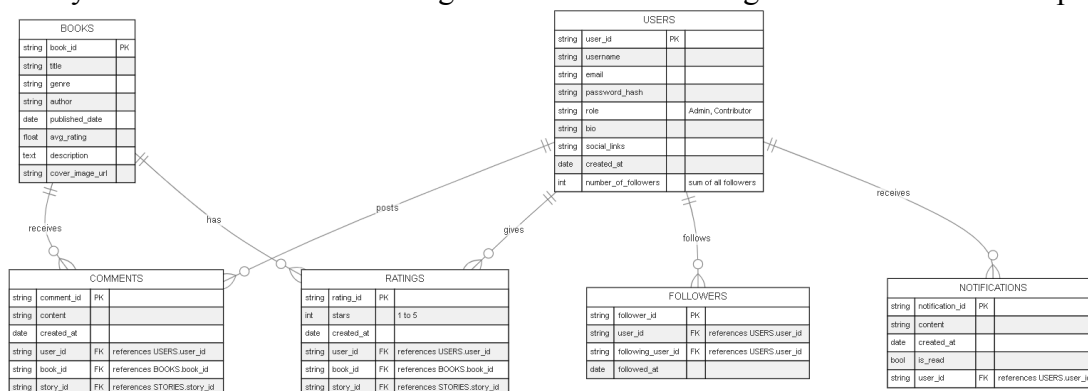 BOOKS
string book_id PK
string title
string genre
string author
date published_date
float avg_rating
text description
string cover_image_url
USERS
string user_id PK
string username
string email
string password_hash
string role Admin, Contributor
string bio
string social_links
date created_at
int number_of_followers sum of all followers
receives
has
posts
gives
follows
receives
COMMENTS
string comment_id PK
string content
date created_at
string user_id FK references USERS.user_id
string book_id FK references BOOKS.book_id
string story_id FK references STORIES.story_id
RATINGS
string rating_id PK
int stars 1 to 5
date created_at
string user_id FK references USERS.user_id
string book_id FK references BOOKS.book_id
string story_id FK references STORIES.story_id
FOLLOWERS
string follower_id PK
string user_id FK references USERS.user_id
string following_user_id FK references USERS.user_id
date followed_at
NOTIFICATIONS
string notification_id PK
string content
date created_at
bool is_read
string user_id FK references USERS.user_id